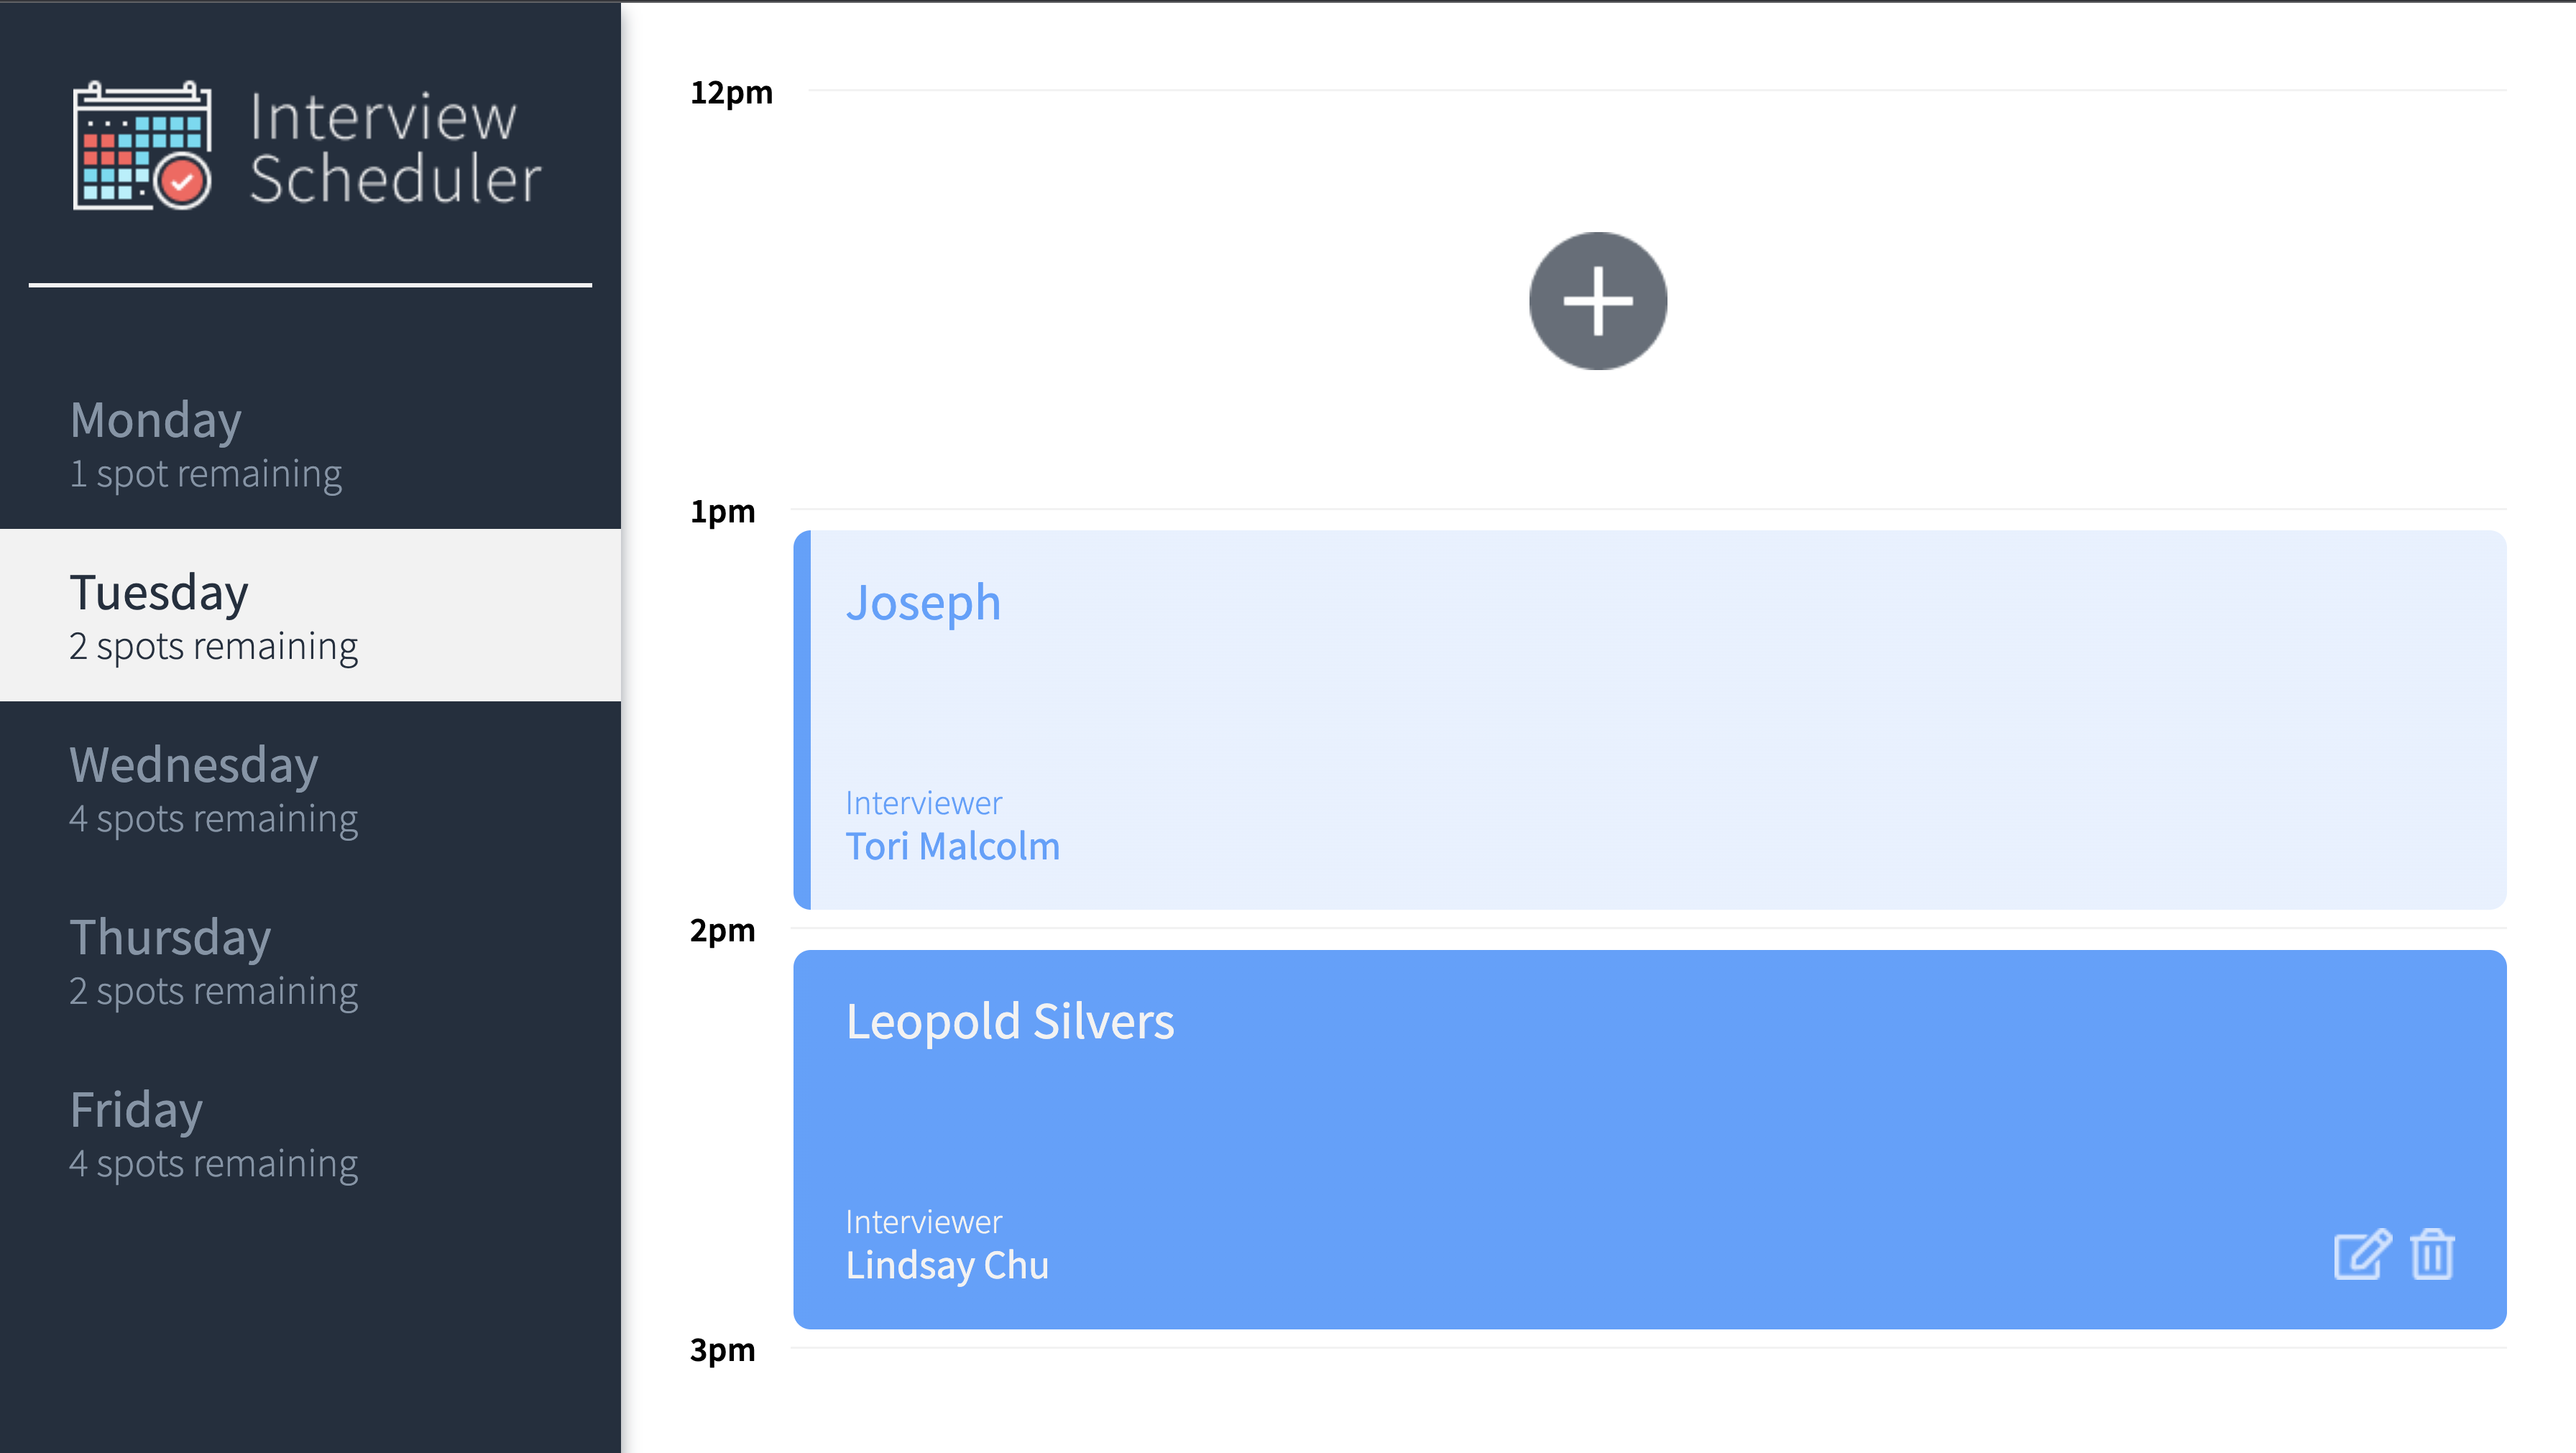 Interview
Scheduler
Monday
1 spot remaining
Tuesday
2 spots remaining
Wednesday
4 spots remaining
Thursday
2 spots remaining
Friday
4 spots remaining
12pm
1pm
Joseph
Interviewer
Tori Malcolm
2pm
Leopold Silvers
Interviewer
Lindsay Chu
3pm